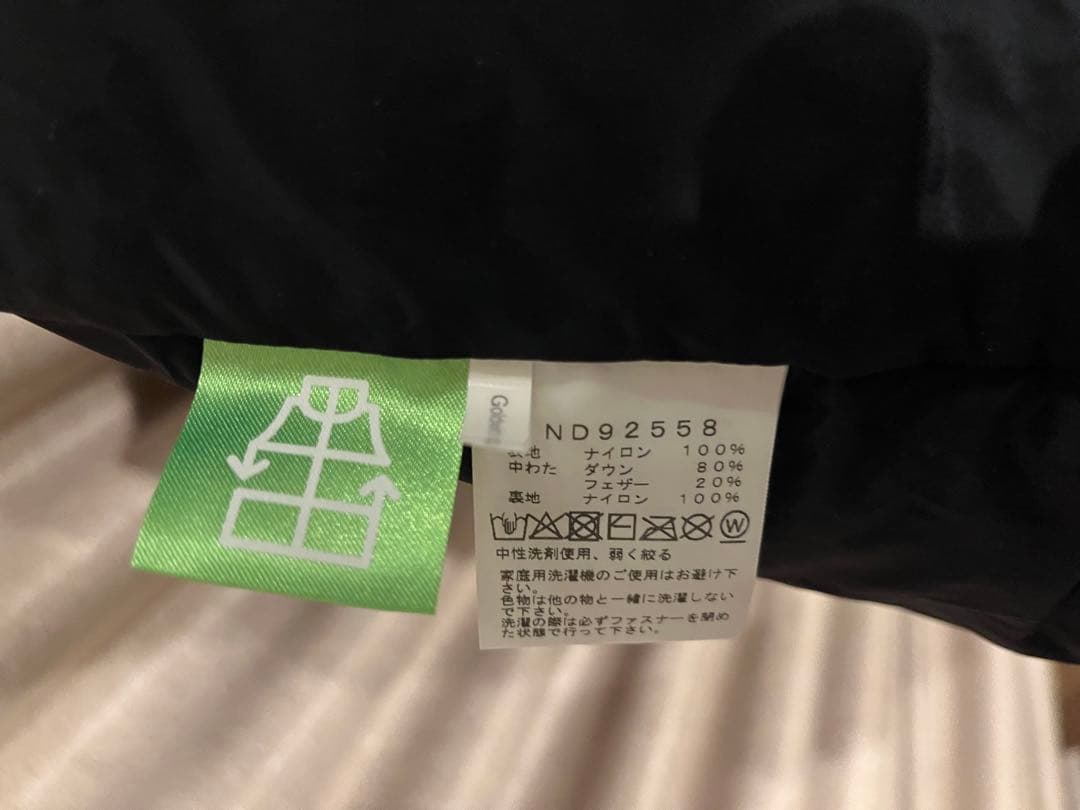 ND92558
表地 ナイロン 100%
中わた ダウン 80%
フェザー 20%
裏地 ナイロン 100%
W
中性洗剤使用、弱く絞る
家庭用洗濯機のご使用はお避け下
さい。
色物は他の物と一緒に洗濯しない
で下さい。
洗濯の際は必ずファスナーを閉め
た状態で行って下さい。